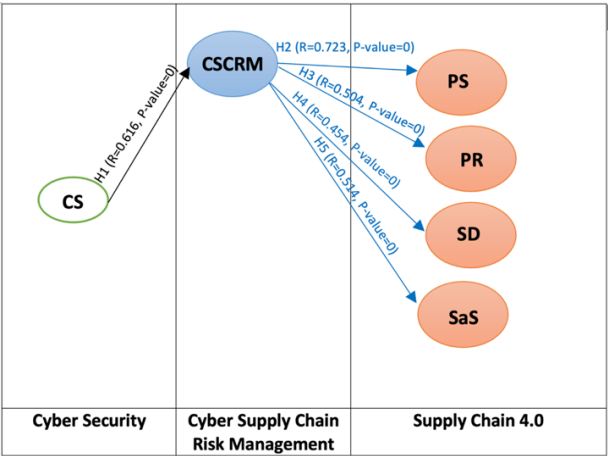 H2 (R=0.723, P-value=0)
CSCRM
PS
H3 (R=0.504, P-value=0)
H1 (R=0.616, P-value=0)
H4 (R=0.454, P-value=0)
PR
H5 (R=0.514, P-value=0)
CS
SD
SaS
Cyber Security
Cyber Supply Chain
Risk Management
Supply Chain 4.0